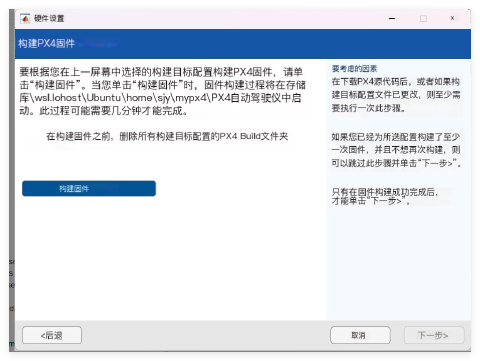 硬件设置
构建PX4固件
要根据您在上一屏幕中选择的构建目标配置构建PX4固件，请单
击“构建固件”。当您单击“构建固件”时，固件构建过程将在存储
库\wsl.lohost\Ubuntu\home\sjy\mypx4\PX4自动驾驶仪中启
动。此过程可能需要几分钟才能完成。
在构建固件之前，删除所有构建目标配置的PX4 Build文件夹
构建固件
要考虑的因素
在下载PX4源代码后，或者如果构
建目标配置文件已更改，则至少需
要执行一次此步骤。
如果您已经为所选配置构建了至少
一次固件，并且不想再次构建，则
可以跳过此步骤并单击“下一步>”。
只有在固件构建成功完成后，
才能单击“下一步>”。
<后退
取消
下一步>